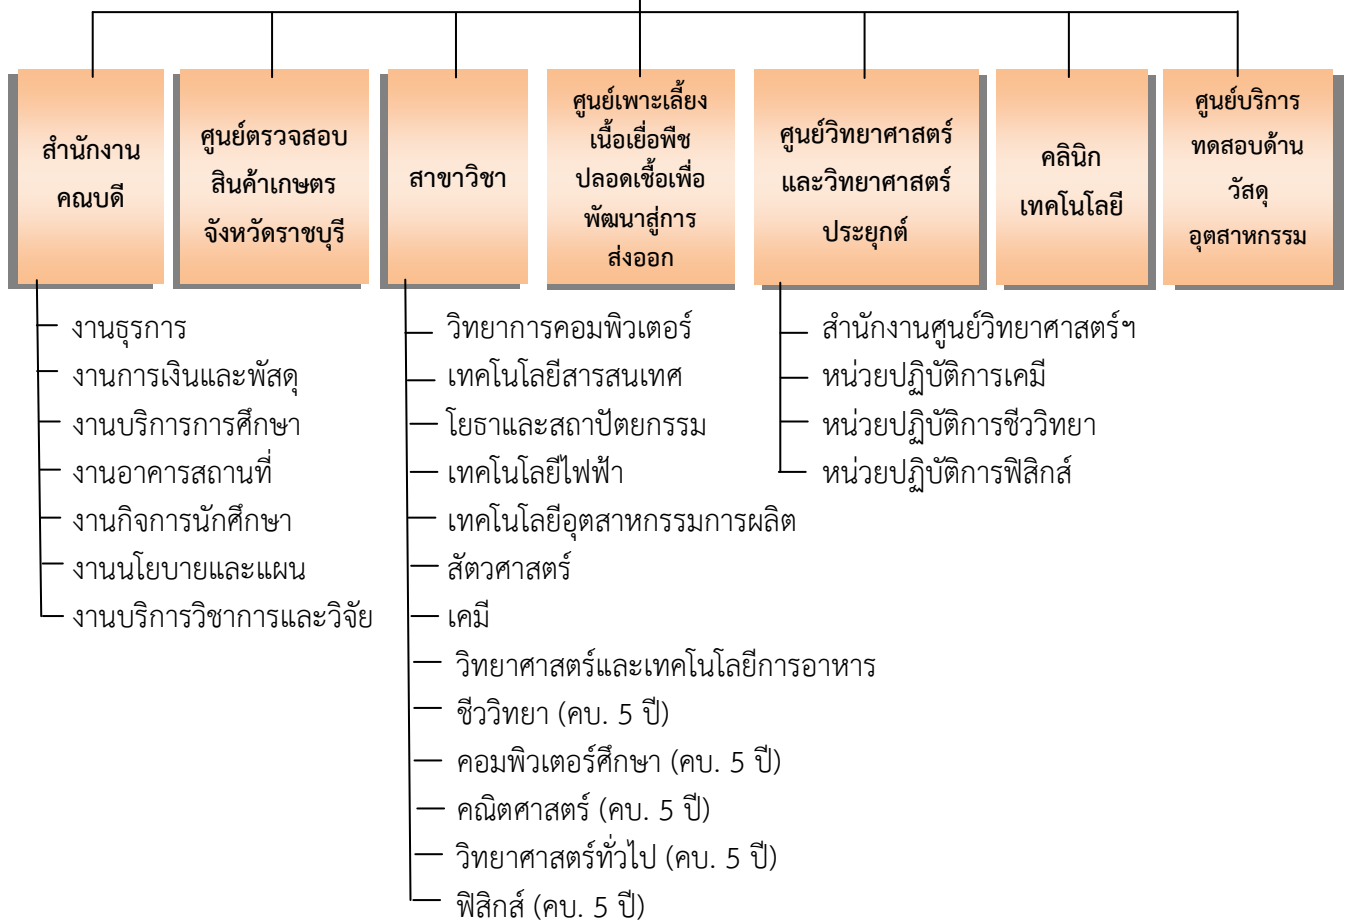 สำนักงาน
คณบดี
ศูนย์ตรวจสอบ
สินค้าเกษตร
จังหวัดราชบุรี
สาขาวิชา
ศูนย์เพาะเลี้ยง
เนื้อเยื่อพืช
ปลอดเชื้อเพื่อ
พัฒนาสู่การ
ส่งออก
ศูนย์วิทยาศาสตร์
และวิทยาศาสตร์
ประยุกต์
คลินิก
เทคโนโลยี
ศูนย์บริการ
ทดสอบด้าน
วัสดุ
อุตสาหกรรม
งานธุรการ
งานการเงินและพัสดุ
งานบริการการศึกษา
งานอาคารสถานที่
งานกิจการนักศึกษา
งานนโยบายและแผน
งานบริการวิชาการและวิจัย
วิทยาการคอมพิวเตอร์
เทคโนโลยีสารสนเทศ
โยธาและสถาปัตยกรรม
เทคโนโลยีไฟฟ้า
เทคโนโลยีอุตสาหกรรมการผลิต
สัตวศาสตร์
เคมี
วิทยาศาสตร์และเทคโนโลยีการอาหาร
ชีววิทยา (คบ. 5 ปี)
คอมพิวเตอร์ศึกษา (คบ. 5 ปี)
คณิตศาสตร์ (คบ. 5 ปี)
วิทยาศาสตร์ทั่วไป (คบ. 5 ปี)
ฟิสิกส์ (คบ. 5 ปี)
สำนักงานศูนย์วิทยาศาสตร์ฯ
หน่วยปฏิบัติการเคมี
หน่วยปฏิบัติการชีววิทยา
หน่วยปฏิบัติการฟิสิกส์